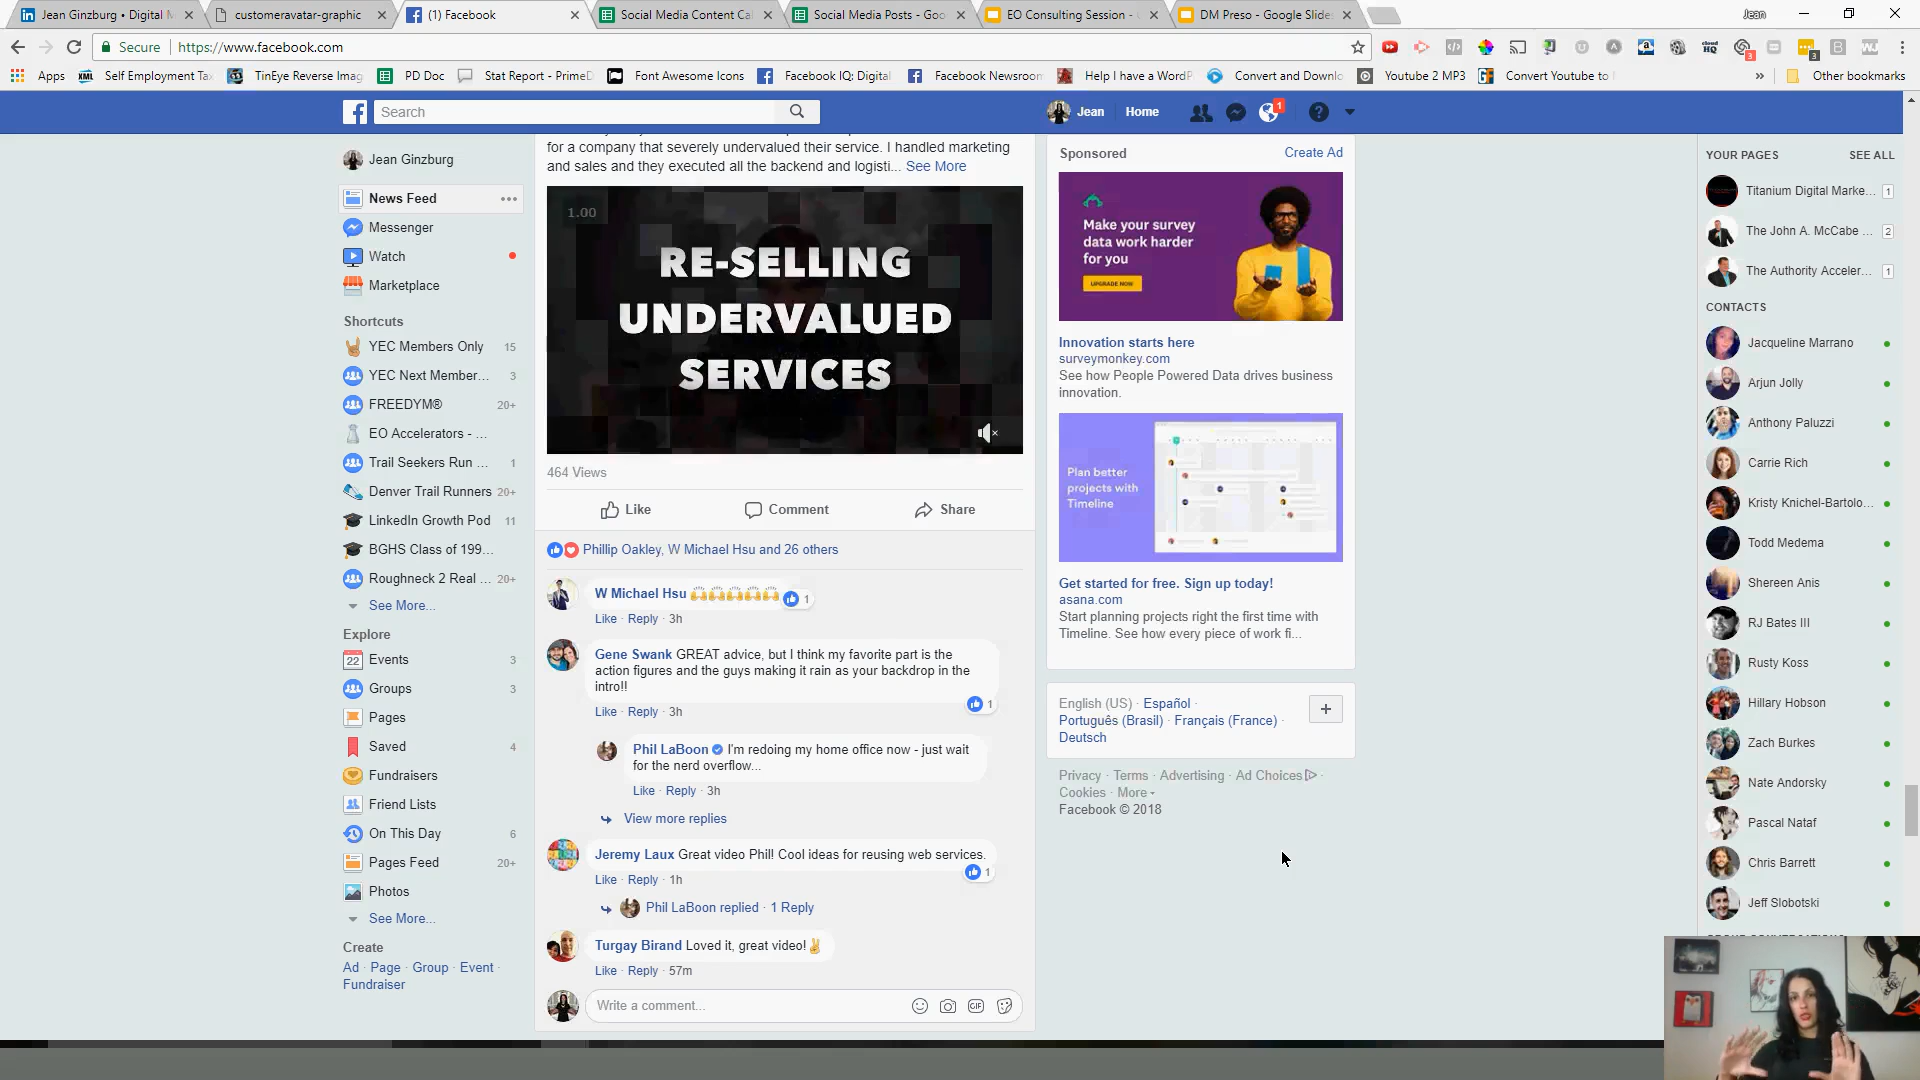 Jean Ginzburg • Digital M
customeravatar-graphic
(1) Facebook
Social Media Content Cal
Social Media Posts - Goo
EO Consulting Session -
DM Preso - Google Slides
Jean
Secure
https://www.facebook.com
Apps
XML Self Employment Tax
TinEye Reverse Imag
PD Doc
Stat Report - PrimeD
Font Awesome Icons
Facebook IQ: Digital
Facebook Newsroom
Help I have a WordP
Convert and Downlo
Youtube 2 MP3
Convert Youtube to
»
Other bookmarks
Search
Jean
Home
1
Jean Ginzburg
News Feed
Messenger
Watch
Marketplace
Shortcuts
YEC Members Only 15
YEC Next Member... 3
FREEDYM® 20+
EO Accelerators - ...
Trail Seekers Run ... 1
Denver Trail Runners 20+
LinkedIn Growth Pod 11
BGHS Class of 199...
Roughneck 2 Real ... 20+
See More...
Explore
22 Events 3
Groups 3
Pages
Saved 4
Fundraisers
Friend Lists
On This Day 6
Pages Feed 20+
Photos
See More...
Create
Ad · Page · Group · Event ·
Fundraiser
for a company that severely undervalued their service. I handled marketing
and sales and they executed all the backend and logisti... See More
1.00
RE-SELLING
UNDERVALUED
SERVICES
464 Views
Like
Comment
Share
Phillip Oakley, W Michael Hsu and 26 others
W Michael Hsu 🙌🙌🙌🙌🙌 1
Like · Reply · 3h
Gene Swank GREAT advice, but I think my favorite part is the
action figures and the guys making it rain as your backdrop in the
intro!!
1
Like · Reply · 3h
Phil LaBoon I'm redoing my home office now - just wait
for the nerd overflow...
Like · Reply · 3h
View more replies
Jeremy Laux Great video Phil! Cool ideas for reusing web services.
1
Like · Reply · 1h
Phil LaBoon replied · 1 Reply
Turgay Birand Loved it, great video!✌
Like · Reply · 57m
Write a comment...
GIF
Sponsored
Create Ad
Make your survey
data work harder
for you
UPGRADE NOW
Innovation starts here
surveymonkey.com
See how People Powered Data drives business
innovation.
Plan better
projects with
Timeline
Get started for free. Sign up today!
asana.com
Start planning projects right the first time with
Timeline. See how every piece of work fi...
English (US) · Español ·
Português (Brasil) · Français (France) ·
Deutsch
Privacy · Terms · Advertising · Ad Choices ·
Cookies · More
Facebook © 2018
YOUR PAGES
SEE ALL
Titanium Digital Marke... 1
The John A. McCabe ... 2
The Authority Acceler... 1
CONTACTS
Jacqueline Marrano
Arjun Jolly
Anthony Paluzzi
Carrie Rich
Kristy Knichel-Bartolo...
Todd Medema
Shereen Anis
RJ Bates III
Rusty Koss
Hillary Hobson
Zach Burkes
Nate Andorsky
Pascal Nataf
Chris Barrett
Jeff Slobotski